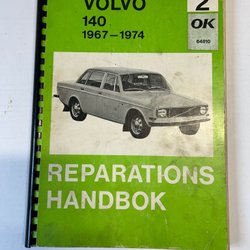 VOLVO
140
1967-1974
2
OK
64810
REPARATIONS
HANDBOK